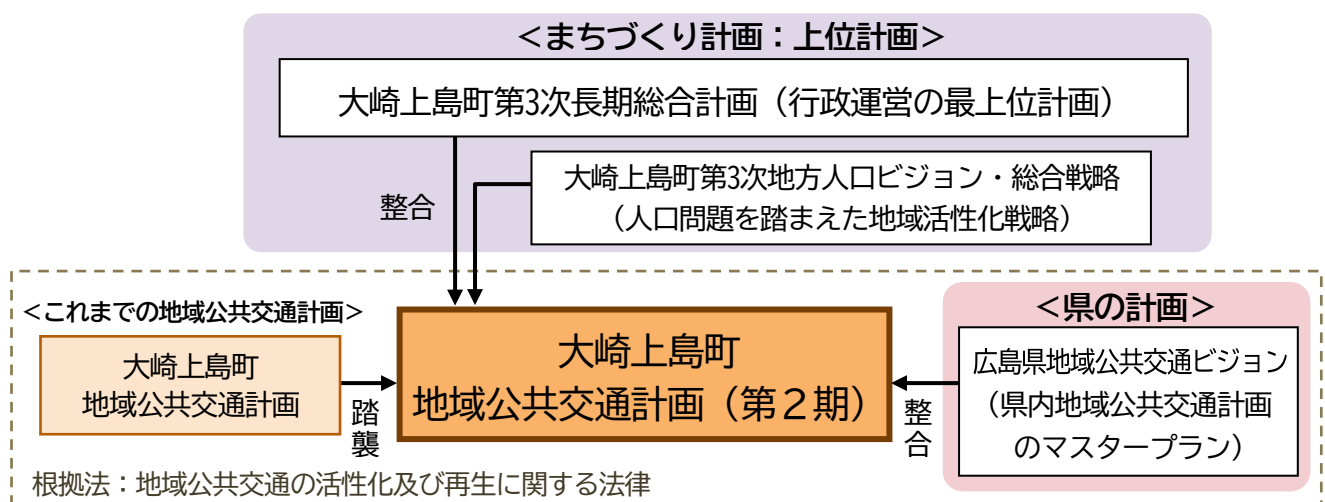 <まちづくり計画：上位計画>
大崎上島町第3次長期総合計画（行政運営の最上位計画）
大崎上島町第3次地方人口ビジョン・総合戦略
（人口問題を踏まえた地域活性化戦略）
整合
<これまでの地域公共交通計画>
大崎上島町
地域公共交通計画
踏襲
大崎上島町
地域公共交通計画（第２期）
整合
<県の計画>
広島県地域公共交通ビジョン
（県内地域公共交通計画
のマスタープラン）
根拠法：地域公共交通の活性化及び再生に関する法律